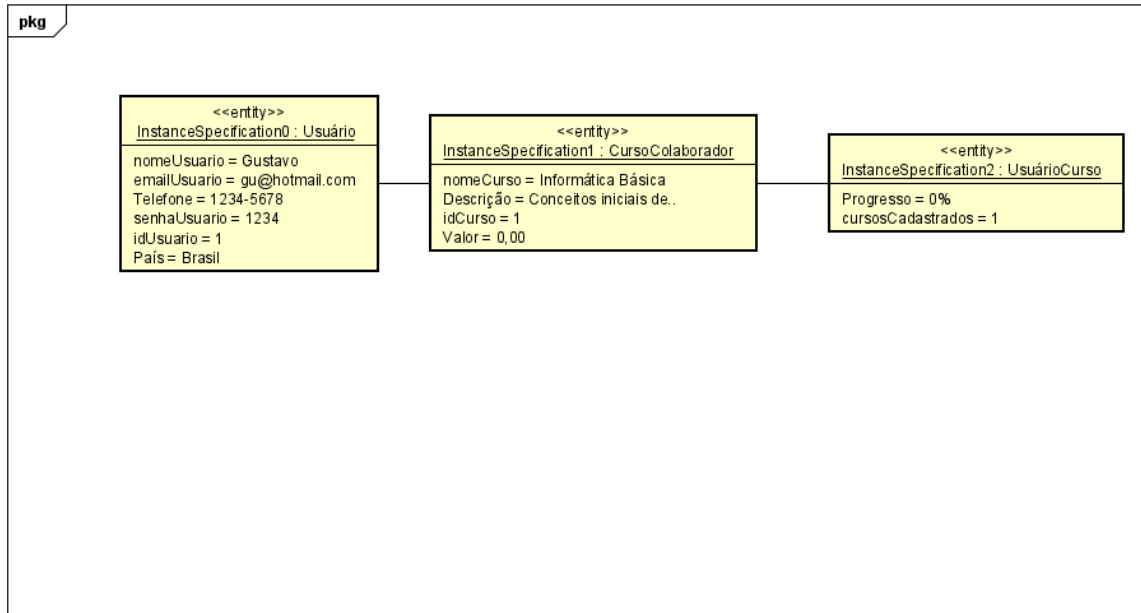 pkg
<<entity>>
InstanceSpecification0 : Usuário
nomeUsuario = Gustavo
emailUsuario = gu@hotmail.com
Telefone = 1234-5678
senhaUsuario = 1234
idUsuario = 1
País = Brasil
<<entity>>
InstanceSpecification1 : CursoColaborador
nomeCurso = Informática Básica
Descrição = Conceitos iniciais de..
idCurso = 1
Valor = 0,00
<<entity>>
InstanceSpecification2 : UsuárioCurso
Progresso = 0%
cursosCadastrados = 1